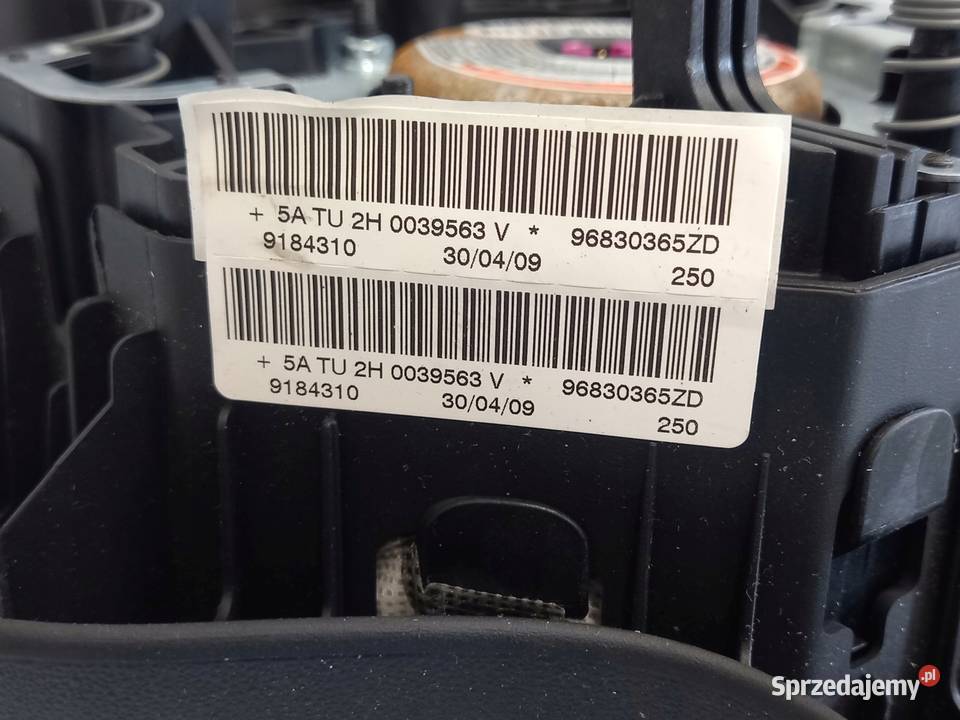 + 5A TU 2H 0039563 V * 96830365ZD
9184310 30/04/09 250
+ 5A TU 2H 0039563 V * 96830365ZD
9184310 30/04/09 250
Sprzedajemy.pl